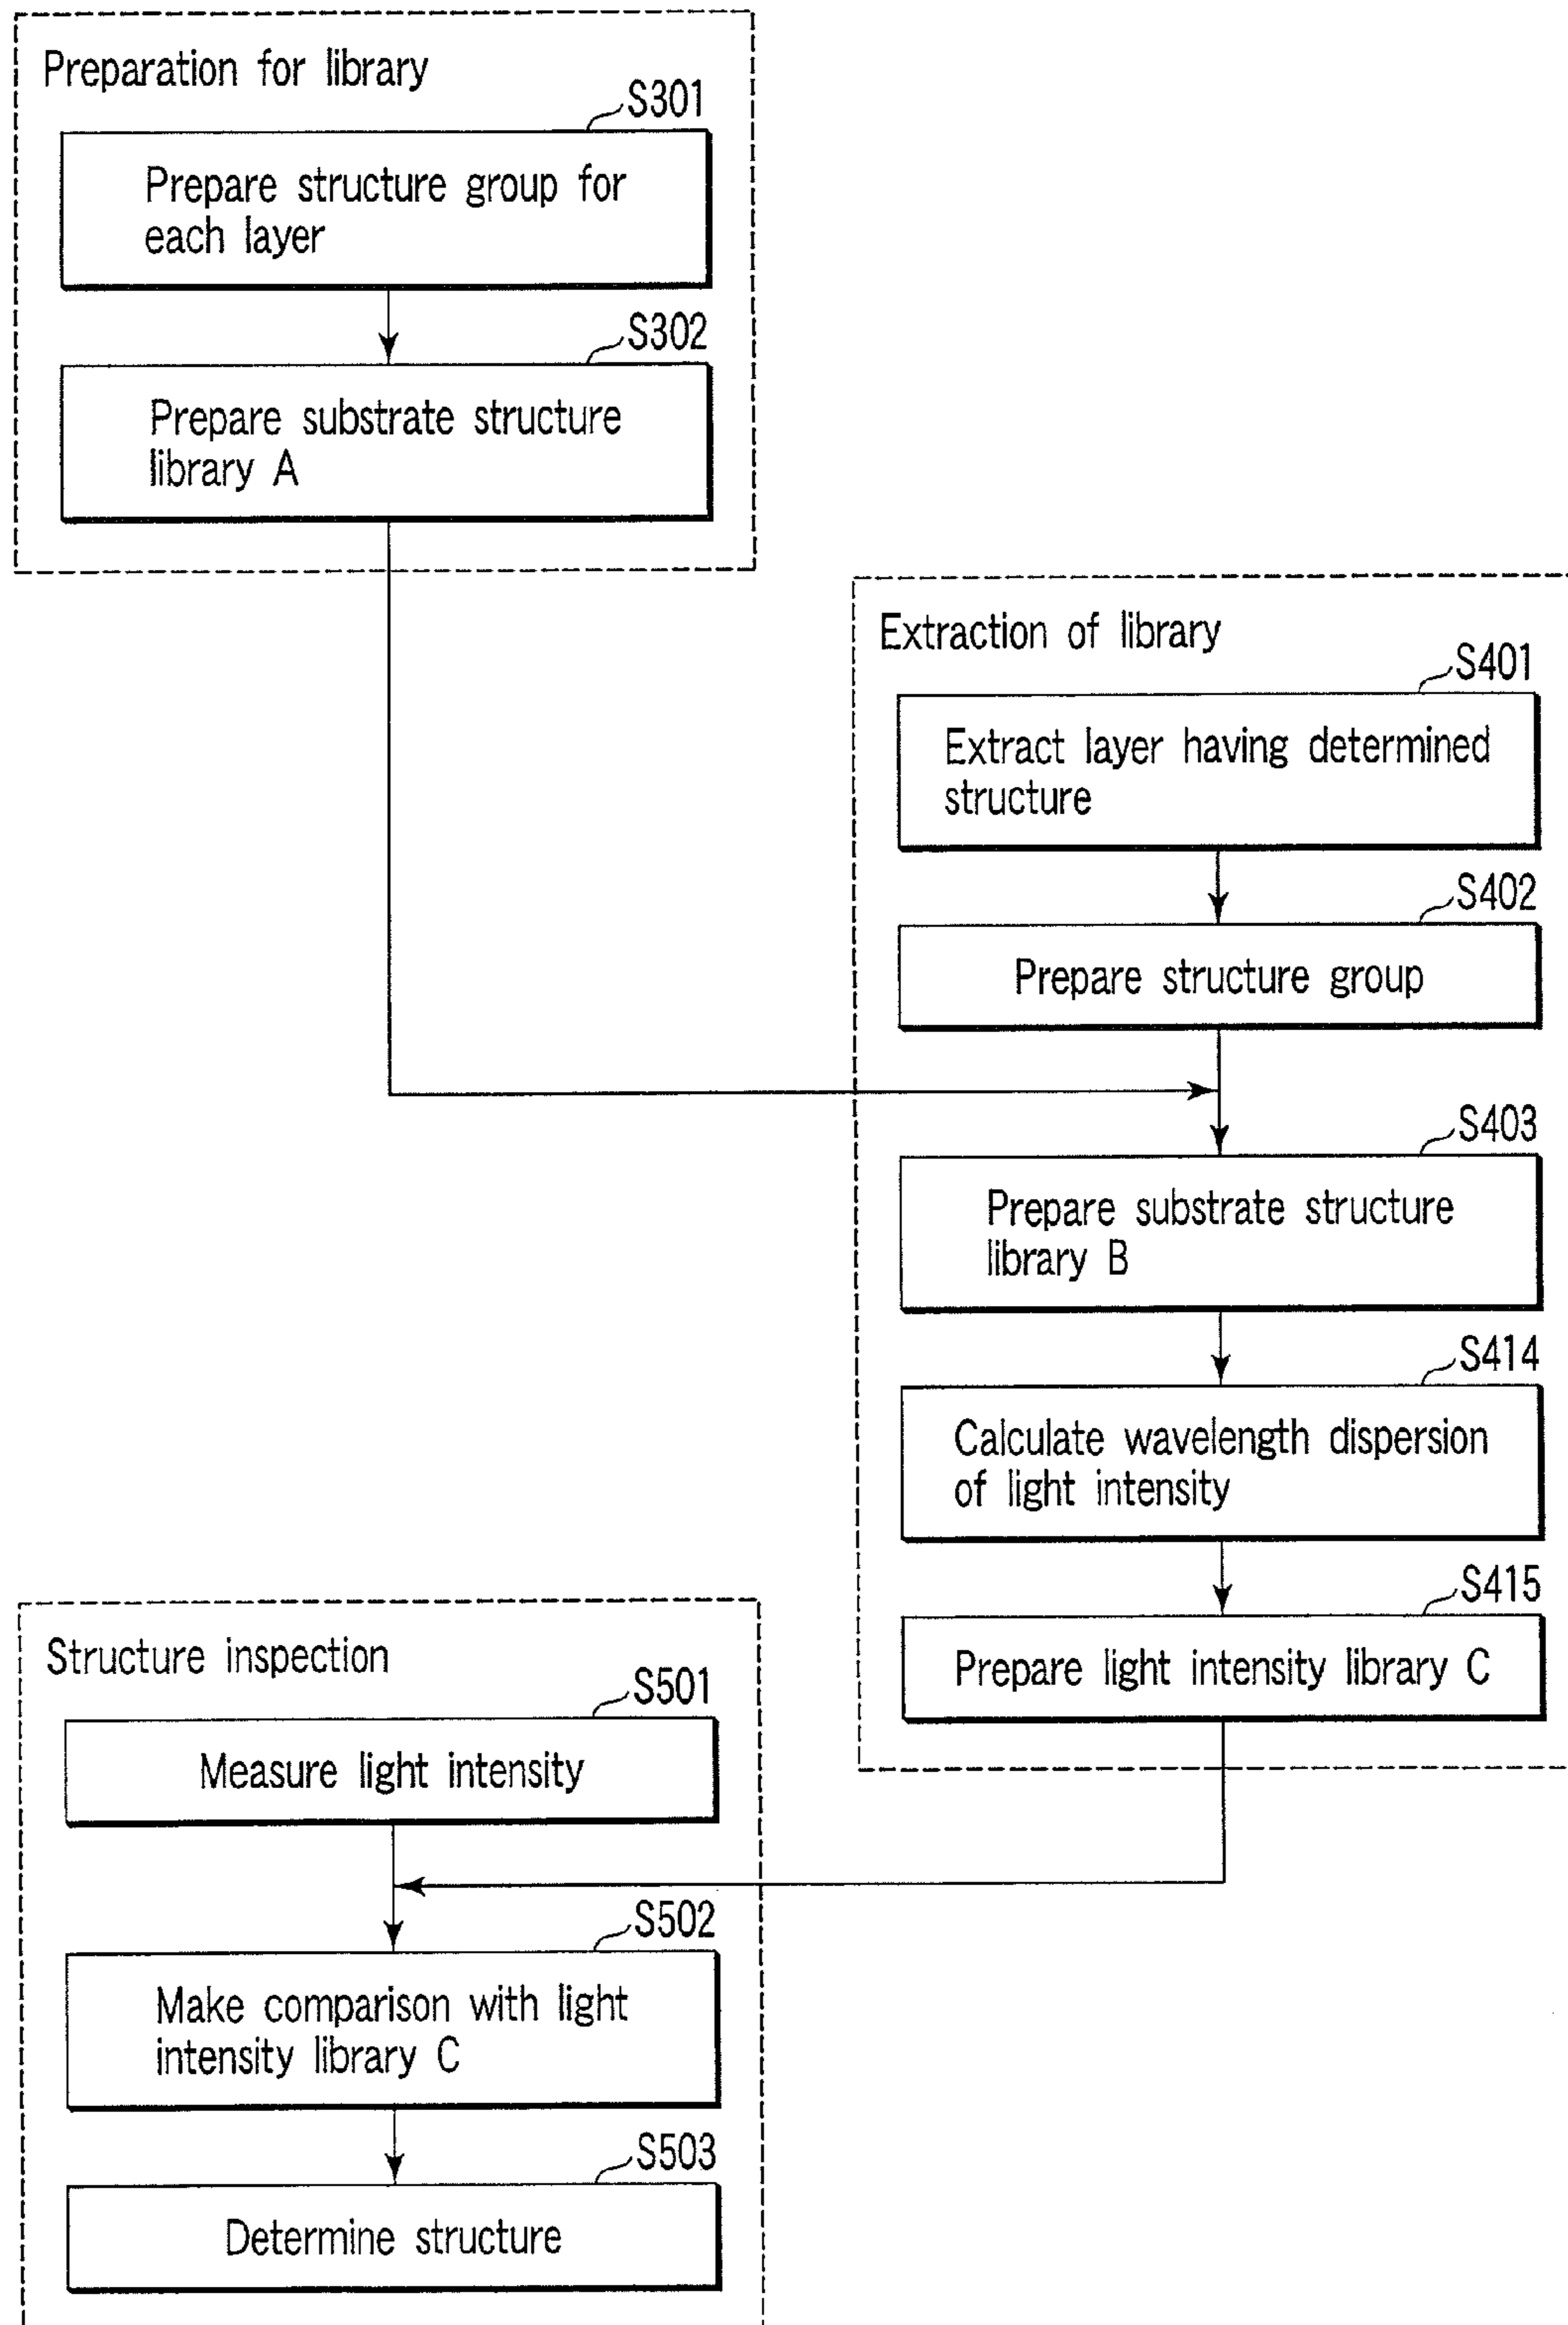 Preparation for library
S301
Prepare structure group for
each layer
S302
Prepare substrate structure
library A
Extraction of library
S401
Extract layer having determined
structure
S402
Prepare structure group
S403
Prepare substrate structure
library B
S414
Calculate wavelength dispersion
of light intensity
S415
Prepare light intensity library C
Structure inspection
S501
Measure light intensity
S502
Make comparison with light
intensity library C
S503
Determine structure